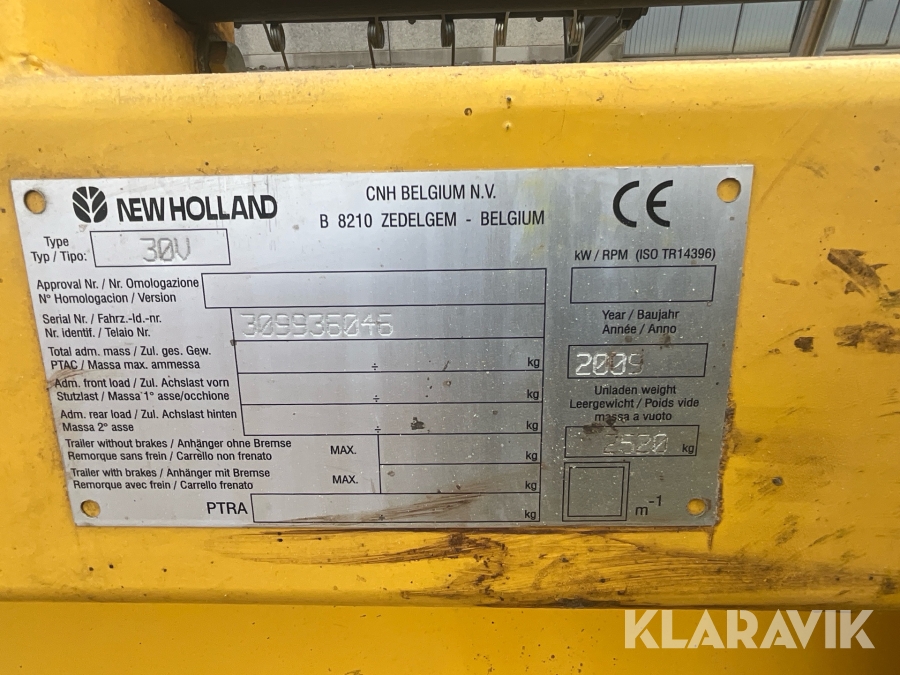 NEW HOLLAND
CNH BELGIUM N.V.
B 8210 ZEDELGEM - BELGIUM
CE
Type
Typ / Tipo:
30V
kW / RPM (ISO TR14396)
Approval Nr. / Nr. Omologazione
N° Homologacion / Version
Serial Nr. / Fahrz.-Id.-nr.
Nr. identif. / Telaio Nr.
309936046
Year / Baujahr
Année / Anno
2009
Total adm. mass / Zul. ges. Gew.
PTAC / Massa max. ammessa
÷
kg
Adm. front load / Zul. Achslast vorn
Stutzlast / Massa 1° asse/occhione
÷
kg
Unladen weight
Leergewicht / Poids vide
massa a vuoto
2520 kg
Adm. rear load / Zul. Achslast hinten
Massa 2° asse
÷
kg
Trailer without brakes / Anhänger ohne Bremse
Remorque sans frein / Carrello non frenato
MAX.
kg
Trailer with brakes / Anhänger mit Bremse
Remorque avec frein / Carrello frenato
MAX.
kg
PTRA
kg
m⁻¹
KLARAVIK